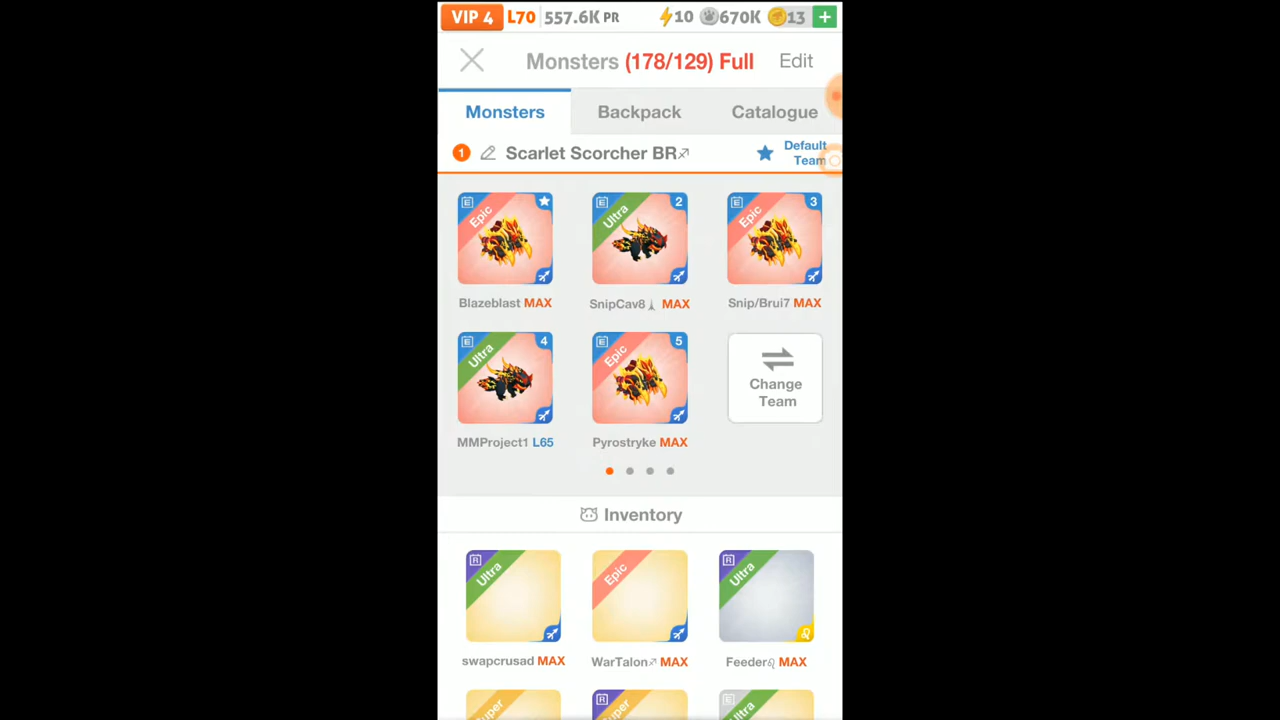 VIP 4 L70 557.6K PR 10 670K 13 +
Monsters (178/129) Full Edit
Monsters Backpack Catalogue
1 Scarlet Scorcher BR♐ Default
Team
E Epic E Ultra 2 E Epic 3
Blazeblast MAX SnipCav8 MAX Snip/Brui7 MAX
E Ultra 4 E Epic 5
Change
Team
MMProject1 L65 Pyrostryke MAX
Inventory
R Ultra Epic R Ultra
swapcrusad MAX WarTalon♐ MAX Feeder♌ MAX
Super R E Ultra